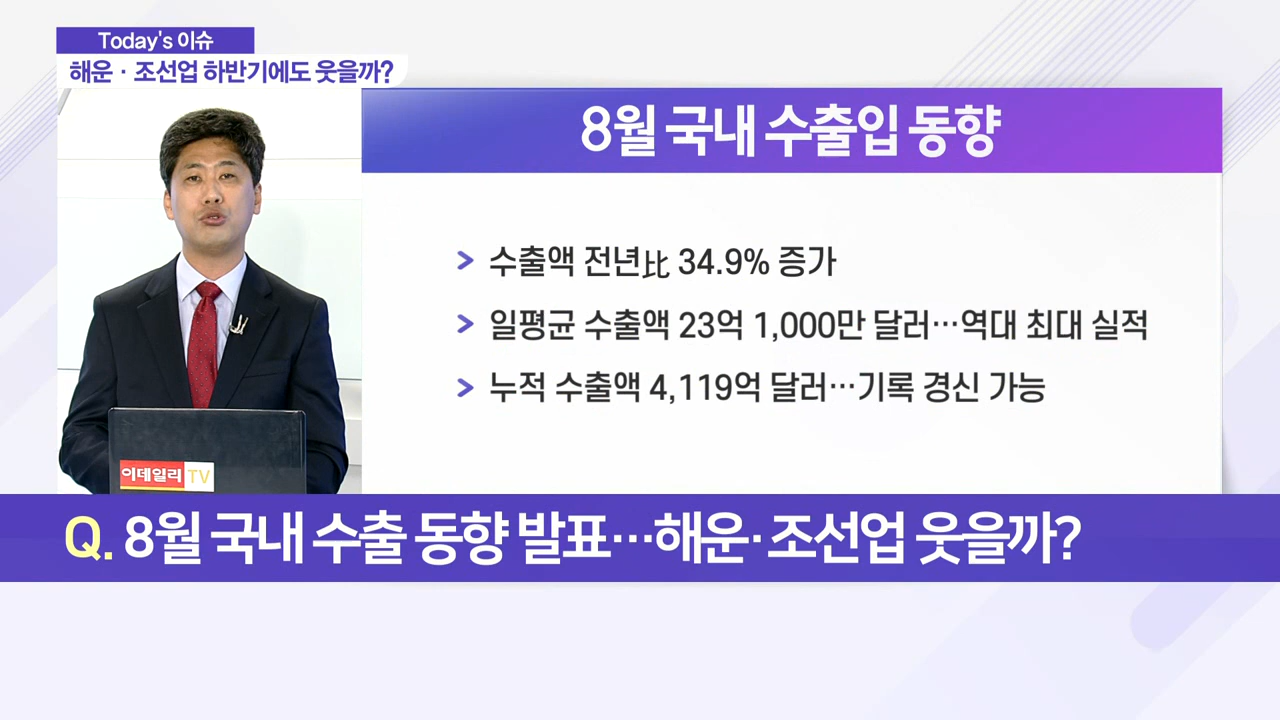 Today's 이슈
해운·조선업 하반기에도 웃을까?
8월 국내 수출입 동향
> 수출액 전년比 34.9% 증가
> 일평균 수출액 23억 1,000만 달러…역대 최대 실적
> 누적 수출액 4,119억 달러…기록 경신 가능
이데일리TV
Q. 8월 국내 수출 동향 발표…해운·조선업 웃을까?